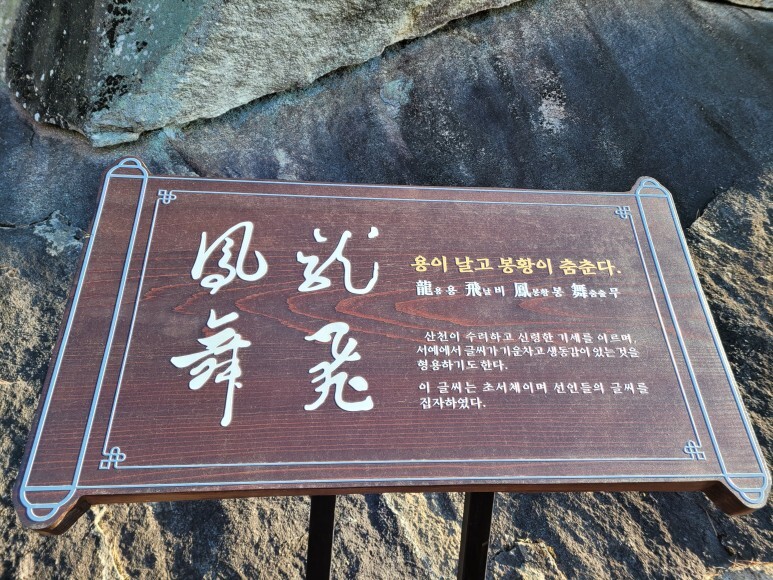 龍飛
鳳舞
용이 날고 봉황이 춤춘다.
龍용용 飛날비 鳳봉황봉 舞춤출무
산천이 수려하고 신령한 기세를 이르며,
서예에서 글씨가 기운차고 생동감이 있는 것을
형용하기도 한다.
이 글씨는 초서체이며 선인들의 글씨를
집자하였다.